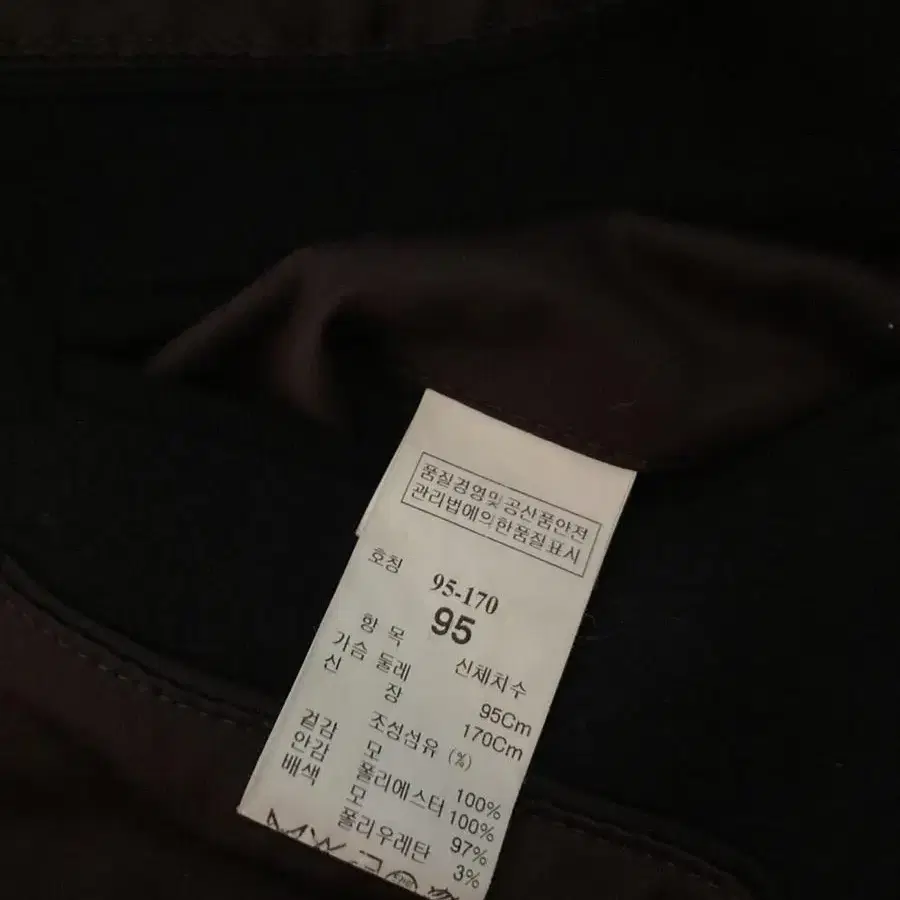 품질경영및공산품안전
관리법에의한품질표시
호칭
95-170
95
항 목 신체치수
가슴 둘레 95Cm
신 장 170Cm
조성섬유 (%)
겉감 모 100%
안감 폴리에스터 100%
배색 모 97%
폴리우레탄 3%